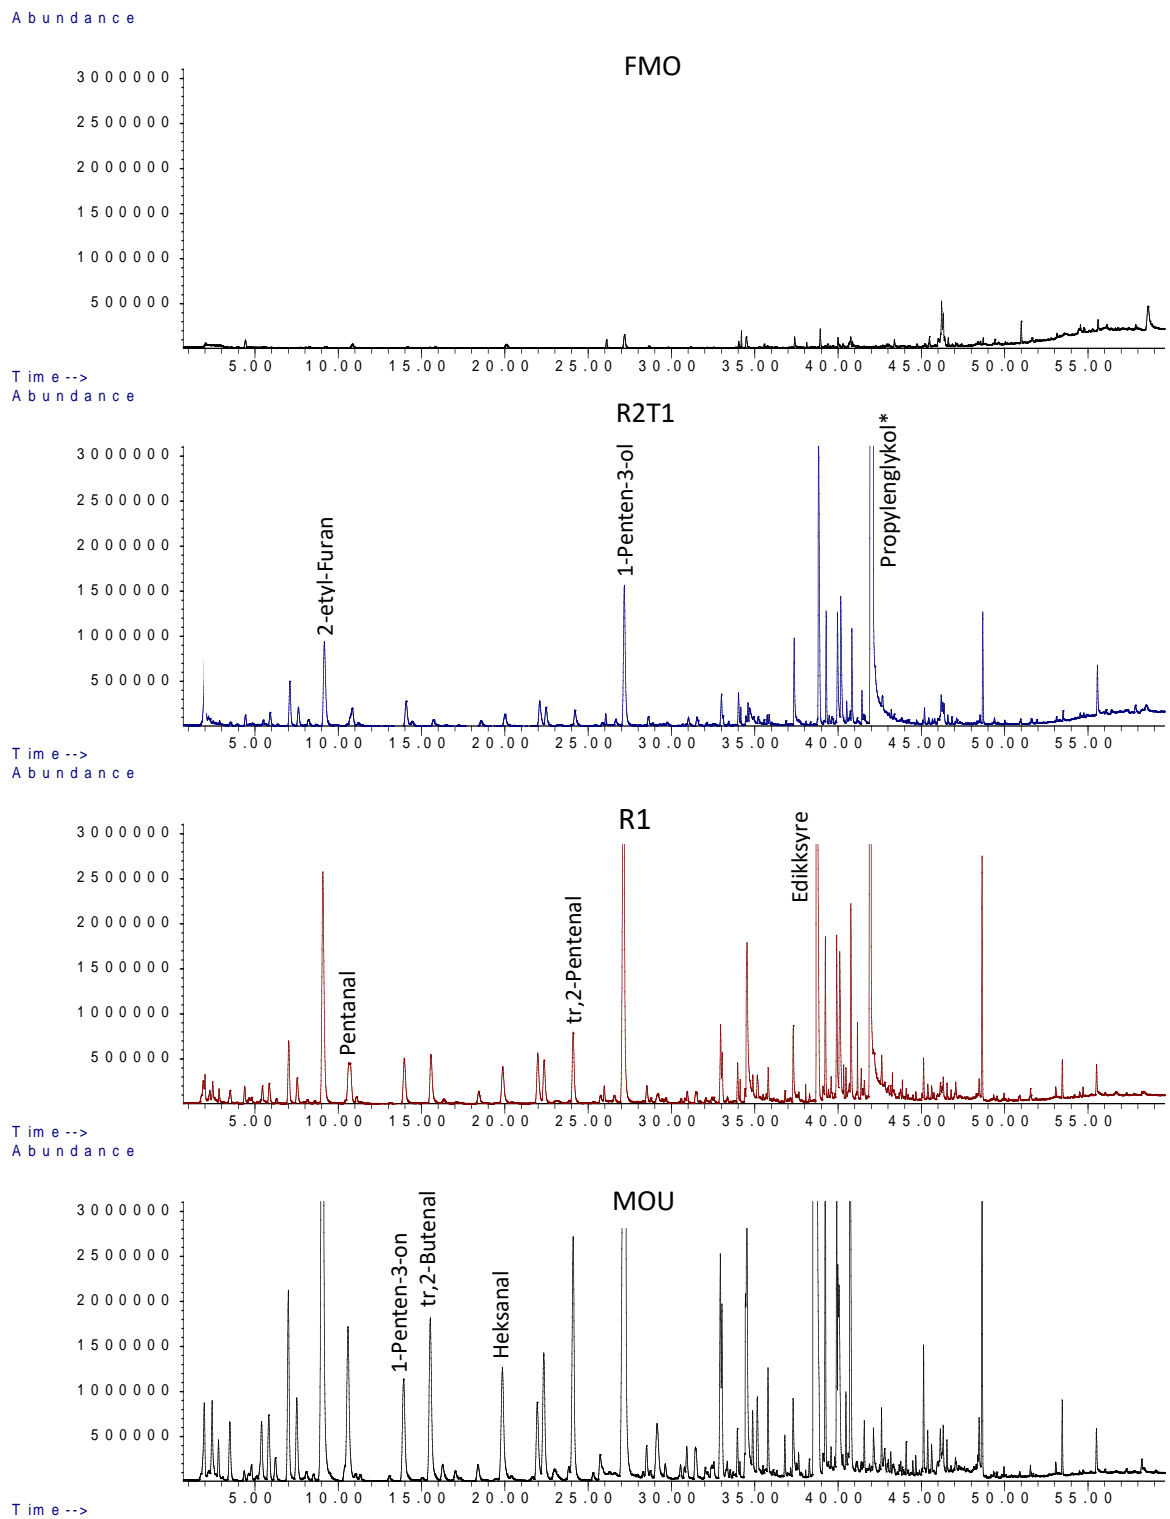 Abundance
FMO
3000000
2500000
2000000
1500000
1000000
500000
5.00 10.00 15.00 20.00 25.00 30.00 35.00 40.00 45.00 50.00 55.00
Time-->
Abundance
R2T1
3000000
2500000
2000000
1500000
1000000
500000
2-etyl-Furan
1-Penten-3-ol
Propylenglykol*
5.00 10.00 15.00 20.00 25.00 30.00 35.00 40.00 45.00 50.00 55.00
Time-->
Abundance
R1
3000000
2500000
2000000
1500000
1000000
500000
Pentanal
tr,2-Pentenal
Edikksyre
5.00 10.00 15.00 20.00 25.00 30.00 35.00 40.00 45.00 50.00 55.00
Time-->
Abundance
MOU
3000000
2500000
2000000
1500000
1000000
500000
1-Penten-3-on
tr,2-Butenal
Heksanal
5.00 10.00 15.00 20.00 25.00 30.00 35.00 40.00 45.00 50.00 55.00
Time-->